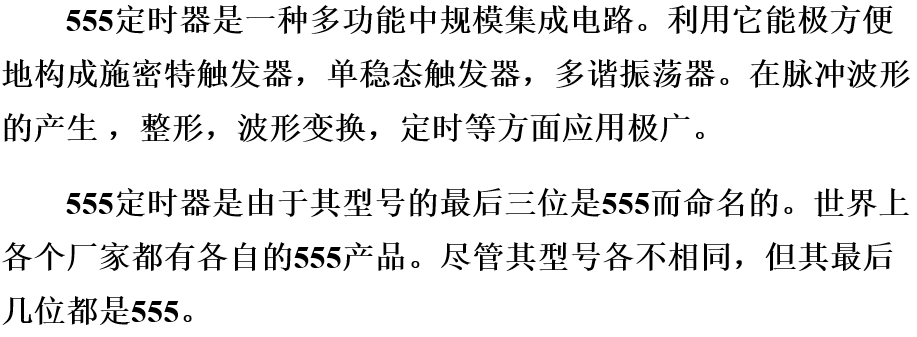 555定时器是一种多功能中规模集成电路。利用它能极方便
地构成施密特触发器，单稳态触发器，多谐振荡器。在脉冲波形
的产生 ，整形，波形变换，定时等方面应用极广。
555定时器是由于其型号的最后三位是555而命名的。世界上
各个厂家都有各自的555产品。尽管其型号各不相同，但其最后
几位都是555。